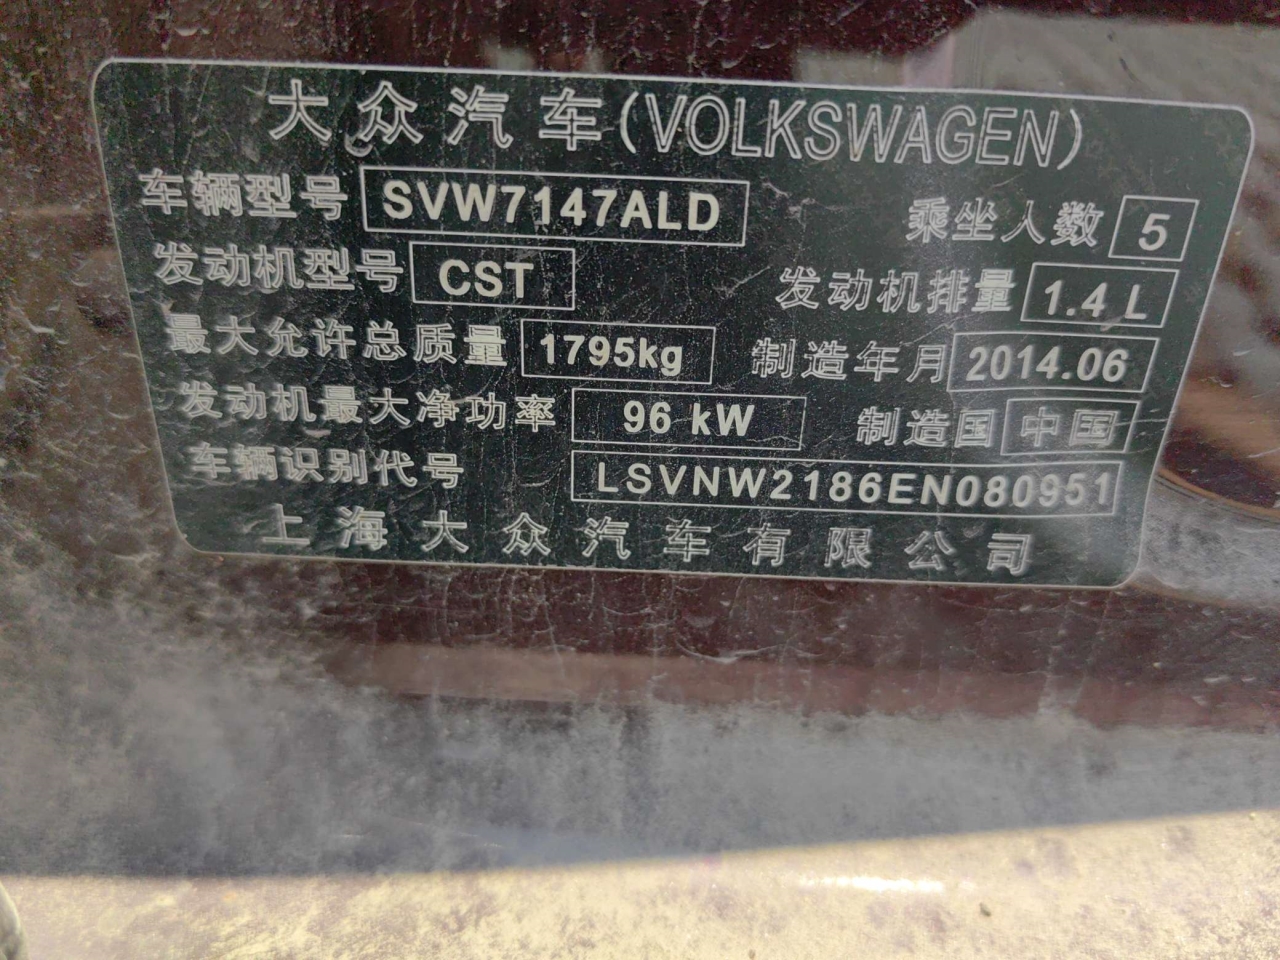 大众汽车(VOLKSWAGEN)
车辆型号 SVW7147ALD 乘坐人数 5
发动机型号 CST 发动机排量 1.4 L
最大允许总质量 1795kg 制造年月 2014.06
发动机最大净功率 96 kW 制造国 中国
车辆识别代号 LSVNW2186EN080951
上海大众汽车有限公司